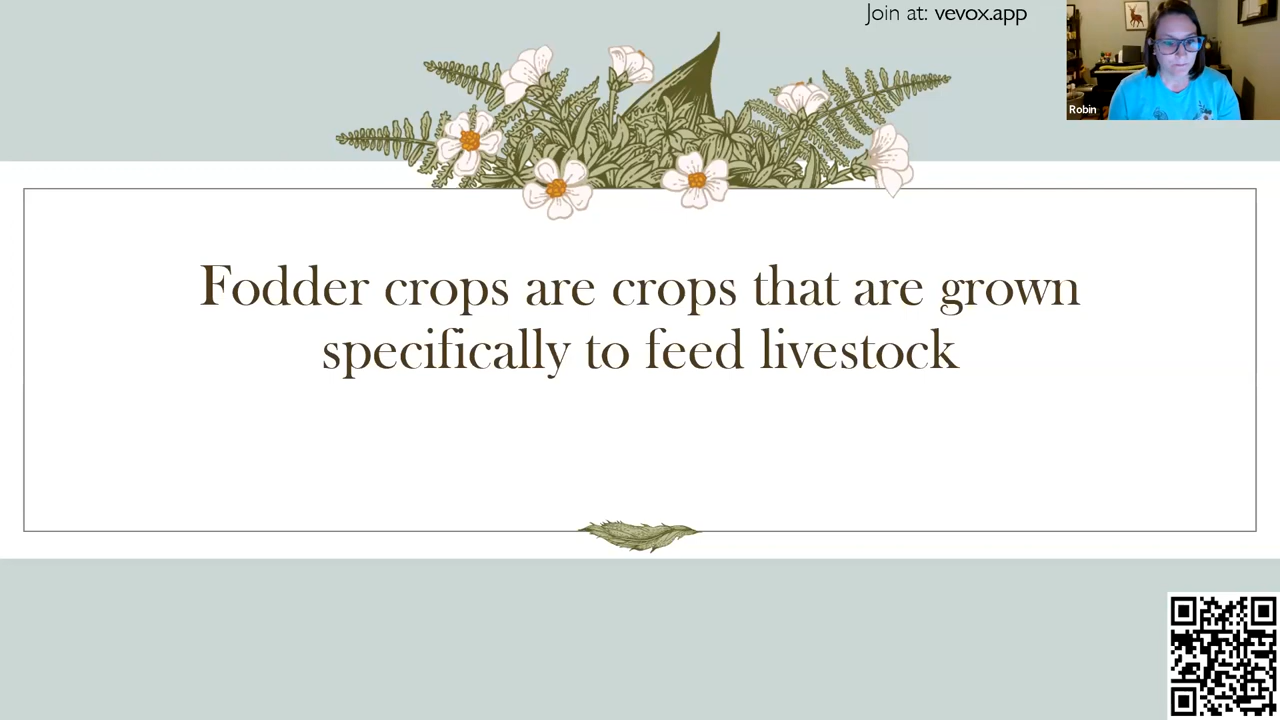 Join at: vevox.app
Robin
Fodder crops are crops that are grown
specifically to feed livestock